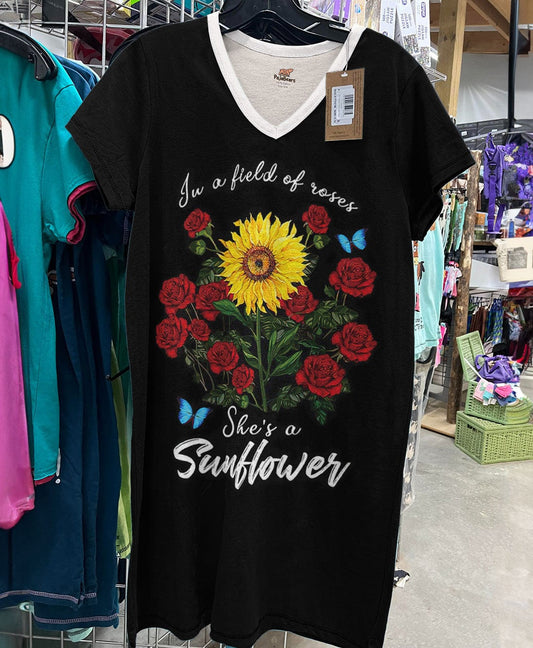 In a field of roses
She's a
Sunflower